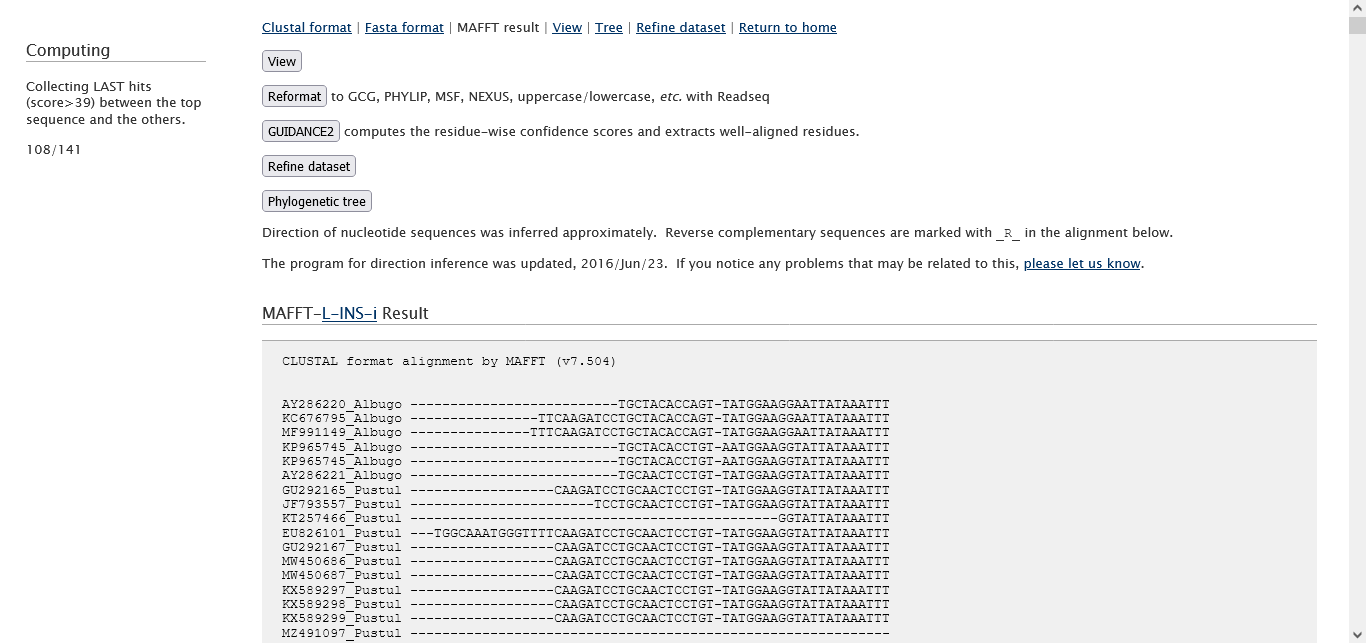 Clustal format | Fasta format | MAFFT result | View | Tree | Refine dataset | Return to home
Computing
Collecting LAST hits
(score>39) between the top
sequence and the others.
108/141
View
Reformat to GCG, PHYLIP, MSF, NEXUS, uppercase/lowercase, etc. with Readseq
GUIDANCE2 computes the residue-wise confidence scores and extracts well-aligned residues.
Refine dataset
Phylogenetic tree
Direction of nucleotide sequences was inferred approximately. Reverse complementary sequences are marked with _R_ in the alignment below.
The program for direction inference was updated, 2016/Jun/23. If you notice any problems that may be related to this, please let us know.
MAFFT-L-INS-i Result
CLUSTAL format alignment by MAFFT (v7.504)
AY286220_Albugo --------------------------TGCTACACCAGT-TATGGAAGGAATTATAAATTT
KC676795_Albugo ----------------TTCAAGATCCTGCTACACCAGT-TATGGAAGGAATTATAAATTT
MF991149_Albugo ---------------TTTCAAGATCCTGCTACACCAGT-TATGGAAGGAATTATAAATTT
KP965745_Albugo --------------------------TGCTACACCTGT-AATGGAAGGTATTATAAATTT
KP965745_Albugo --------------------------TGCTACACCTGT-AATGGAAGGTATTATAAATTT
AY286221_Albugo --------------------------TGCAACTCCTGT-TATGGAAGGTATTATAAATTT
GU292165_Pustul ------------------CAAGATCCTGCAACTCCTGT-TATGGAAGGTATTATAAATTT
JF793557_Pustul -----------------------TCCTGCAACTCCTGT-TATGGAAGGTATTATAAATTT
KT257466_Pustul ----------------------------------------------GGTATTATAAATTT
EU826101_Pustul ---TGGCAAATGGGTTTTCAAGATCCTGCAACTCCTGT-TATGGAAGGTATTATAAATTT
GU292167_Pustul ------------------CAAGATCCTGCAACTCCTGT-TATGGAAGGTATTATAAATTT
MW450686_Pustul ------------------CAAGATCCTGCAACTCCTGT-TATGGAAGGTATTATAAATTT
MW450687_Pustul ------------------CAAGATCCTGCAACTCCTGT-TATGGAAGGTATTATAAATTT
KX589297_Pustul ------------------CAAGATCCTGCAACTCCTGT-TATGGAAGGTATTATAAATTT
KX589298_Pustul ------------------CAAGATCCTGCAACTCCTGT-TATGGAAGGTATTATAAATTT
KX589299_Pustul ------------------CAAGATCCTGCAACTCCTGT-TATGGAAGGTATTATAAATTT
MZ491097_Pustul ------------------------------------------------------------